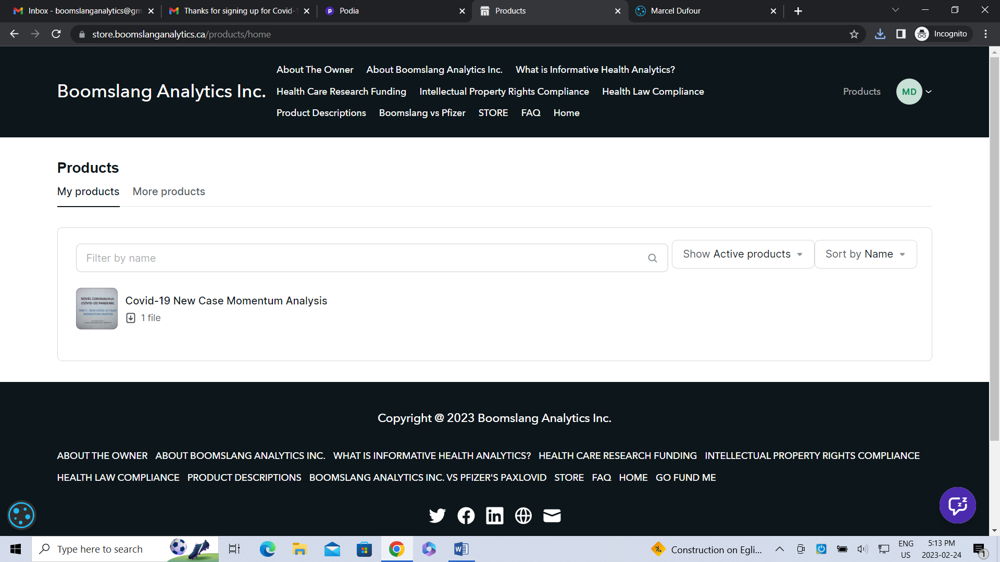 Inbox - boomslanganalytics@gm
Thanks for signing up for Covid-1
Podia
Products
Marcel Dufour
store.boomslanganalytics.ca/products/home
Incognito
About The Owner About Boomslang Analytics Inc. What is Informative Health Analytics?
Boomslang Analytics Inc.
Health Care Research Funding Intellectual Property Rights Compliance Health Law Compliance
Products
MD
Product Descriptions Boomslang vs Pfizer STORE FAQ Home
Products
My products More products
Filter by name
Show Active products
Sort by Name
NOVEL CORONAVIRUS
(COVID-19) PANDEMIC
PART I - NEW COVID-19 CASES
MOMENTUM ANALYSIS
Covid-19 New Case Momentum Analysis
1 file
Copyright @ 2023 Boomslang Analytics Inc.
ABOUT THE OWNER ABOUT BOOMSLANG ANALYTICS INC. WHAT IS INFORMATIVE HEALTH ANALYTICS? HEALTH CARE RESEARCH FUNDING INTELLECTUAL PROPERTY RIGHTS COMPLIANCE
HEALTH LAW COMPLIANCE PRODUCT DESCRIPTIONS BOOMSLANG ANALYTICS INC. VS PFIZER'S PAXLOVID STORE FAQ HOME GO FUND ME
Type here to search
Construction on Egli...
ENG
US
5:13 PM
2023-02-24
1